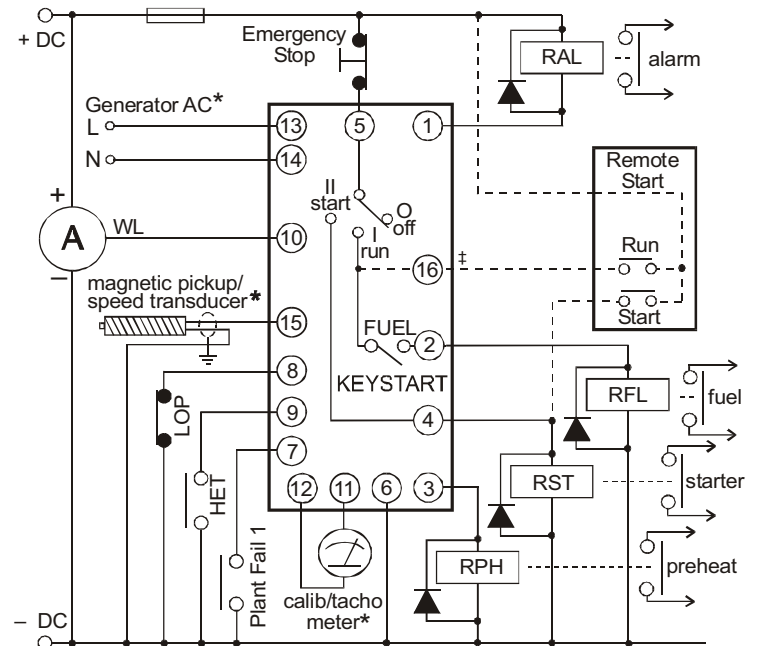 + DC
Emergency
Stop
RAL
alarm
Generator AC*
L
N
13
14
5
1
Remote
Start
II
start
O
off
I
run
+
A
–
WL
10
16
‡
Run
Start
magnetic pickup/
speed transducer*
15
FUEL
2
KEYSTART
8
LOP
9
HET
7
Plant Fail 1
4
RFL
fuel
RST
starter
12
11
6
3
RPH
preheat
calib/tacho
meter*
– DC